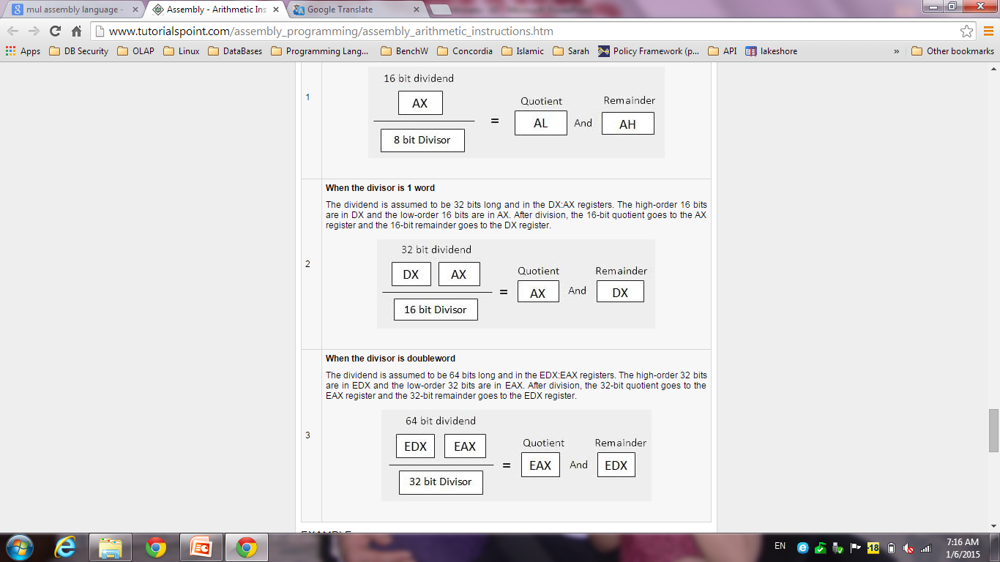 mul assembly language -
Assembly - Arithmetic Ins
Google Translate
www.tutorialspoint.com/assembly_programming/assembly_arithmetic_instructions.htm
Apps DB Security OLAP Linux DataBases Programming Lang... BenchW Concordia Islamic Sarah Policy Framework (p... API lakeshore » Other bookmarks
1
16 bit dividend
AX
8 bit Divisor
=
Quotient
AL
And
Remainder
AH
2
When the divisor is 1 word
The dividend is assumed to be 32 bits long and in the DX:AX registers. The high-order 16 bits
are in DX and the low-order 16 bits are in AX. After division, the 16-bit quotient goes to the AX
register and the 16-bit remainder goes to the DX register.
32 bit dividend
DX AX
16 bit Divisor
=
Quotient
AX
And
Remainder
DX
3
When the divisor is doubleword
The dividend is assumed to be 64 bits long and in the EDX:EAX registers. The high-order 32 bits
are in EDX and the low-order 32 bits are in EAX. After division, the 32-bit quotient goes to the
EAX register and the 32-bit remainder goes to the EDX register.
64 bit dividend
EDX EAX
32 bit Divisor
=
Quotient
EAX
And
Remainder
EDX
EXAMPLE
EN
-18
7:16 AM
1/6/2015